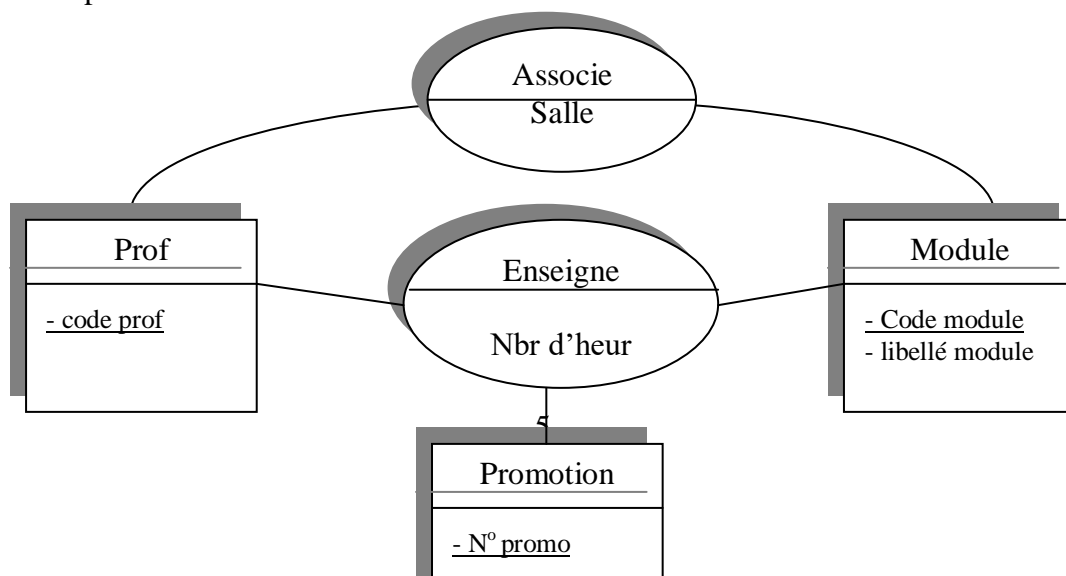 Associe
Salle
Prof
- code prof
Enseigne
Nbr d'heur
Module
- Code module
- libellé module
Promotion
- N° promo